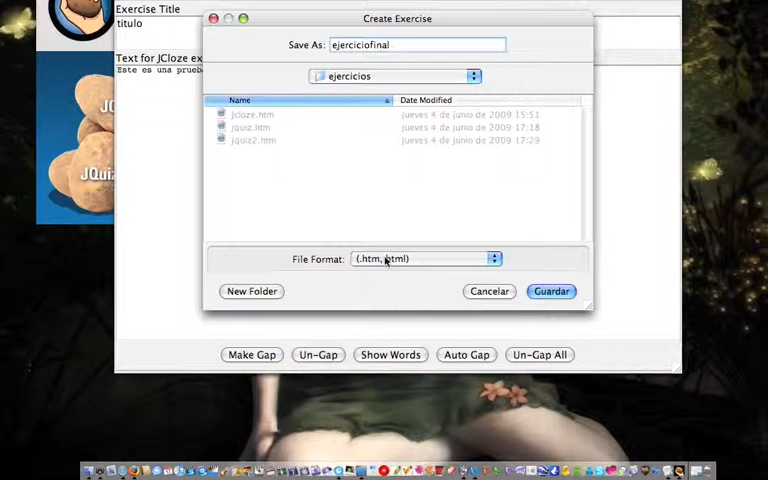 Create Exercise
Exercise Title
titulo
Save As: ejerciciofinal
Text for JCloze ex
Este es una prueb
ejercicios
Name Date Modified
Jcloze.htm jueves 4 de junio de 2009 15:51
jquiz.htm jueves 4 de junio de 2009 17:18
jquiz2.htm jueves 4 de junio de 2009 17:29
JQui
File Format: (.htm, .html)
New Folder Cancelar Guardar
Make Gap Un-Gap Show Words Auto Gap Un-Gap All